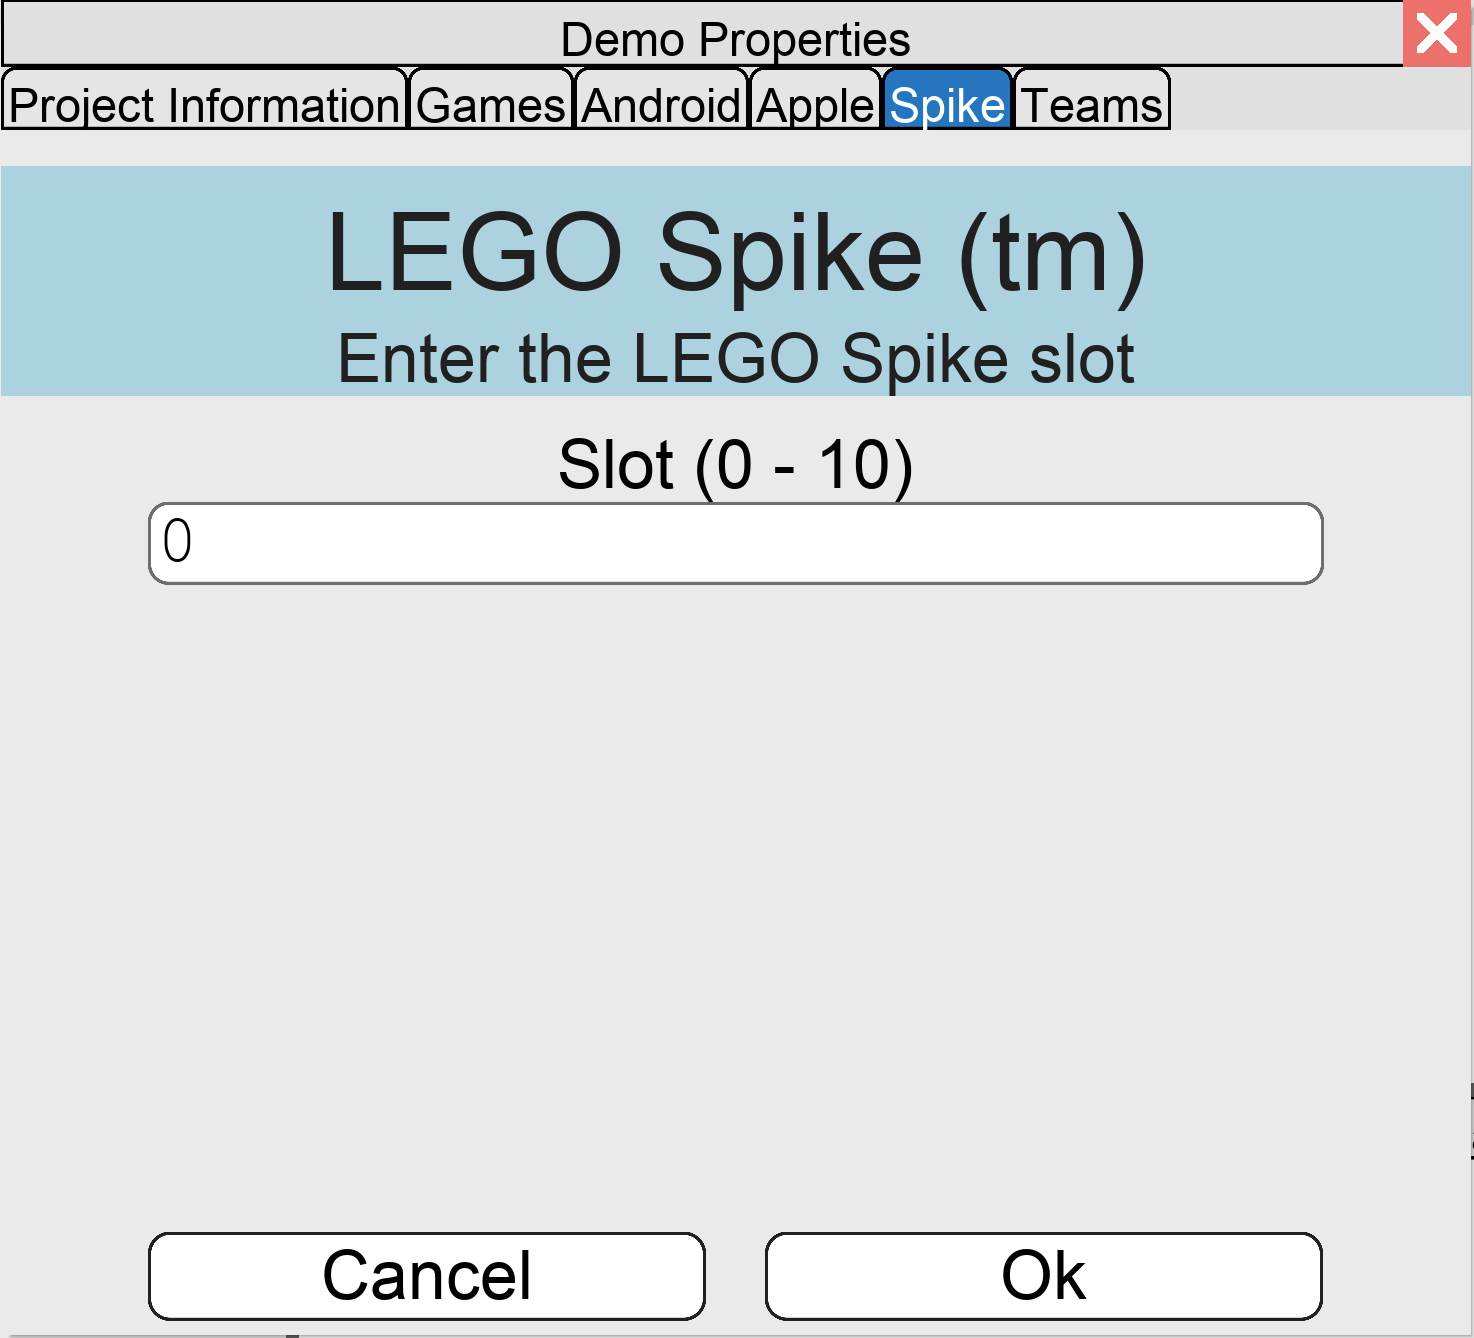 Demo Properties
Project Information Games Android Apple Spike Teams
LEGO Spike (tm)
Enter the LEGO Spike slot
Slot (0 - 10)
0
Cancel Ok